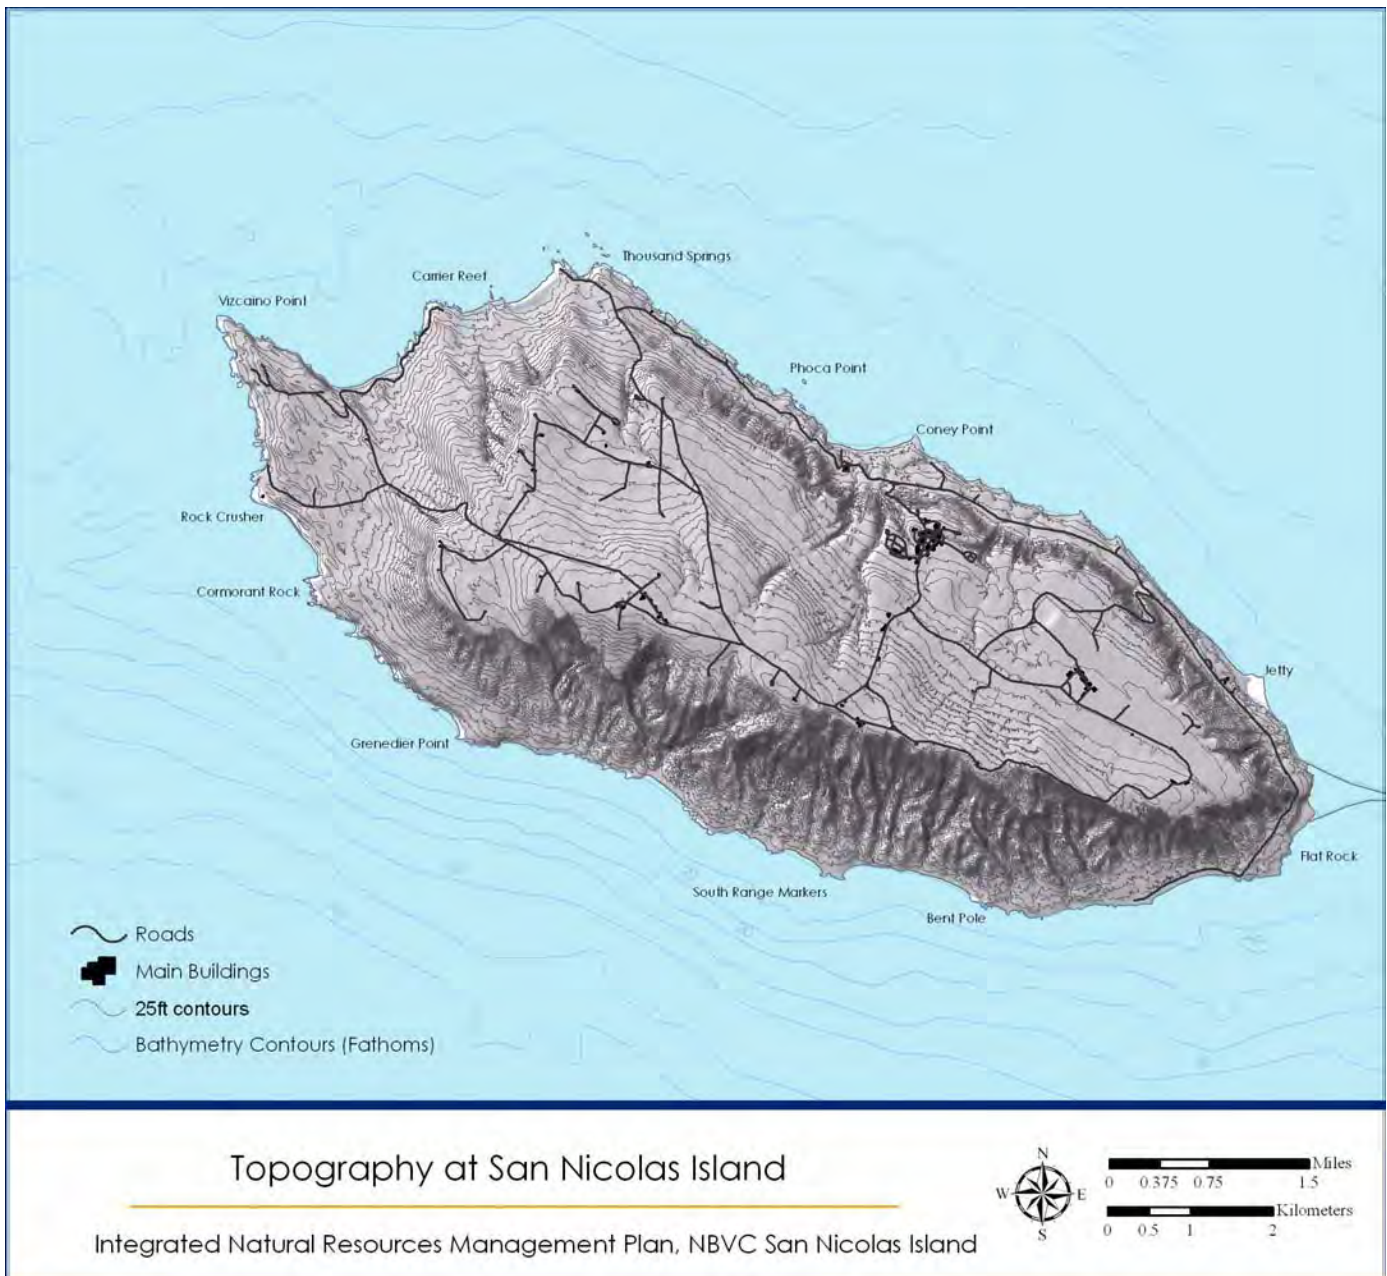 Thousand Springs
Carrier Reef
Vizcaino Point
Phoca Point
Coney Point
Rock Crusher
Cormorant Rock
Jetty
Grenedier Point
Flat Rock
South Range Markers
Bent Pole
Roads
Main Buildings
25ft contours
Bathymetry Contours (Fathoms)
Topography at San Nicolas Island
Integrated Natural Resources Management Plan, NBVC San Nicolas Island
N
W E
S
Miles
0 0.375 0.75 1.5
Kilometers
0 0.5 1 2